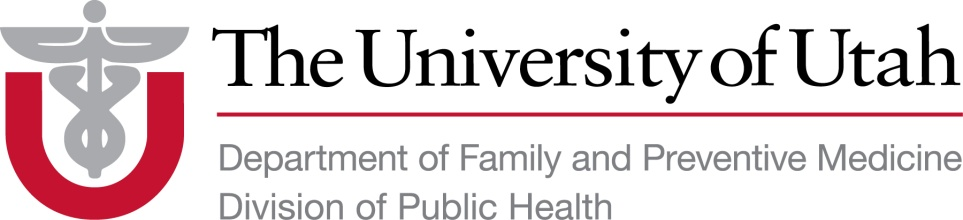 The University of Utah
Department of Family and Preventive Medicine
Division of Public Health